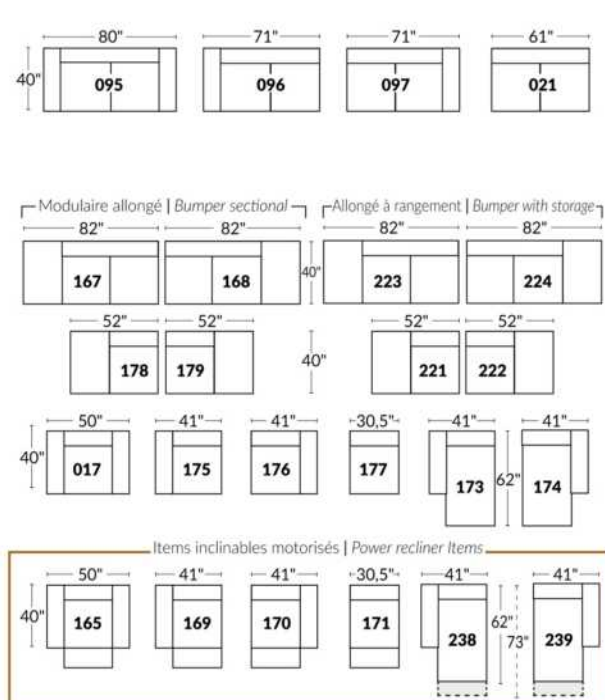 80" 71" 71" 61"
40" 095 096 097 021
Modulaire allongé | Bumper sectional Allongé à rangement | Bumper with storage
82" 82" 82" 82"
167 168 40" 223 224
52" 52" 52" 52"
178 179 40" 221 222
50" 41" 41" 30,5" 41" 41"
40" 017 175 176 177 173 62" 174
Items inclinables motorisés | Power recliner Items
50" 41" 41" 30,5" 41" 41"
40" 165 169 170 171 238 62" 73" 239